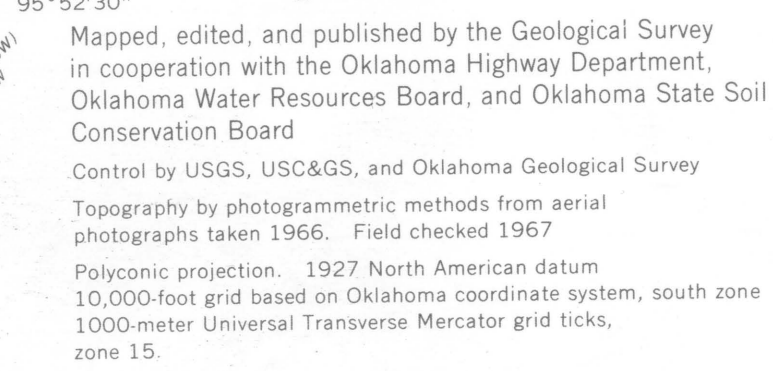 95°52'30"
W)
Mapped, edited, and published by the Geological Survey
in cooperation with the Oklahoma Highway Department,
Oklahoma Water Resources Board, and Oklahoma State Soil
Conservation Board
Control by USGS, USC&GS, and Oklahoma Geological Survey
Topography by photogrammetric methods from aerial
photographs taken 1966. Field checked 1967
Polyconic projection. 1927 North American datum
10,000-foot grid based on Oklahoma coordinate system, south zone
1000-meter Universal Transverse Mercator grid ticks,
zone 15.